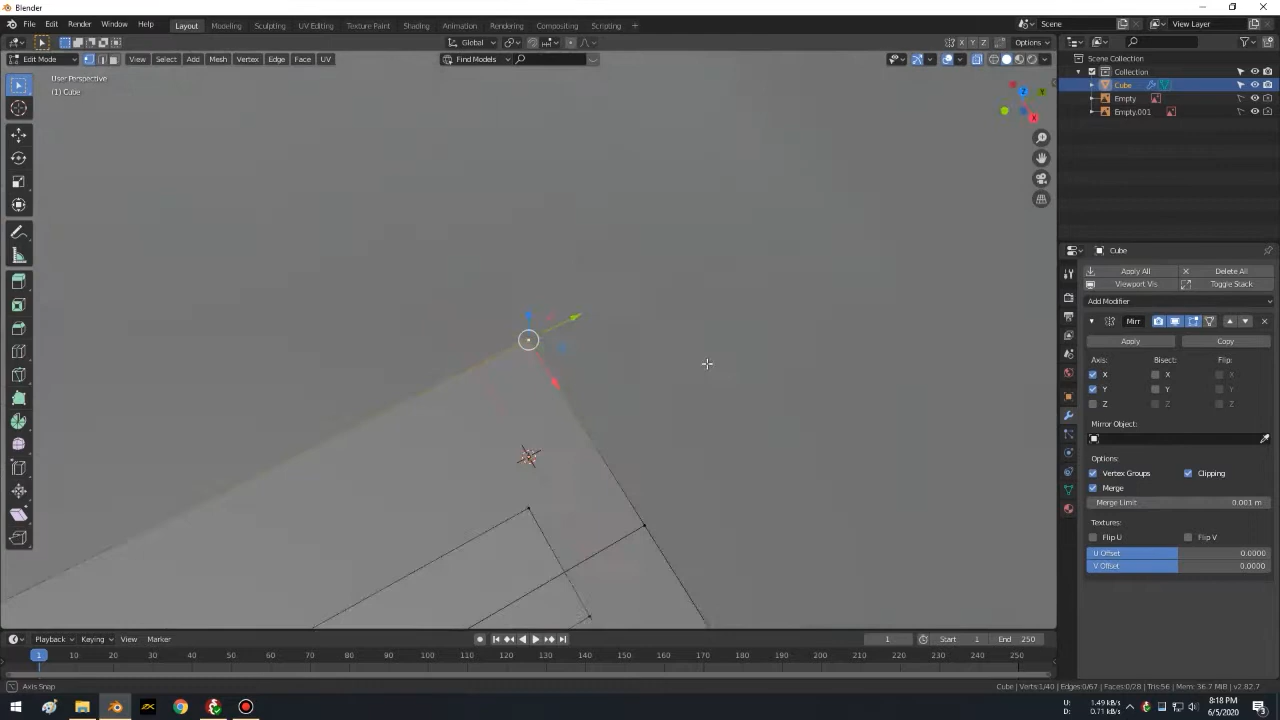 Blender
File Edit Render Window Help Layout Modeling Sculpting UV Editing Texture Paint Shading Animation Rendering Compositing Scripting + Scene View Layer
Global Options
Edit Mode View Select Add Mesh Vertex Edge Face UV Find Models
X Y Z
User Perspective
(1) Cube
Scene Collection
Collection
Cube
Empty
Empty.001
Z Y
X
Cube
Apply All Delete All
Viewport Vis Toggle Stack
Add Modifier
Mirr
Apply Copy
Axis: Bisect: Flip:
X X X
Y Y Y
Z Z Z
Mirror Object:
Options:
Vertex Groups Clipping
Merge
Merge Limit 0.001 m
Textures:
Flip U Flip V
U Offset 0.0000
V Offset 0.0000
Playback Keying View Marker 1 Start 1 End 250
1 10 20 30 40 50 60 70 80 90 100 110 120 130 140 150 160 170 180 190 200 210 220 230 240 250
Axis Snap Cube | Verts:1/40 | Edges:0/67 | Faces:0/28 | Tris:56 | Mem: 36.7 MiB | v2.82.7
U: 1.49 kB/s
D: 0.71 kB/s
8:18 PM
6/5/2020